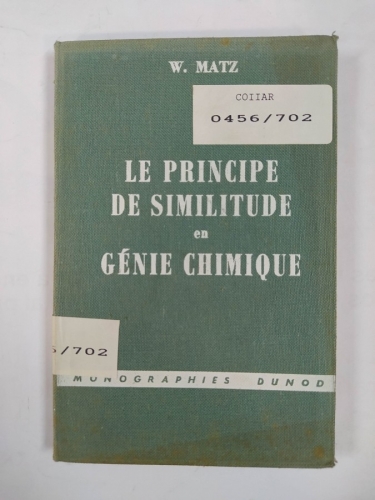 W. MATZ
COIIAR
0456/702
LE PRINCIPE
DE SIMILITUDE
en
GÉNIE CHIMIQUE
/702
MONOGRAPHIES DUNOD